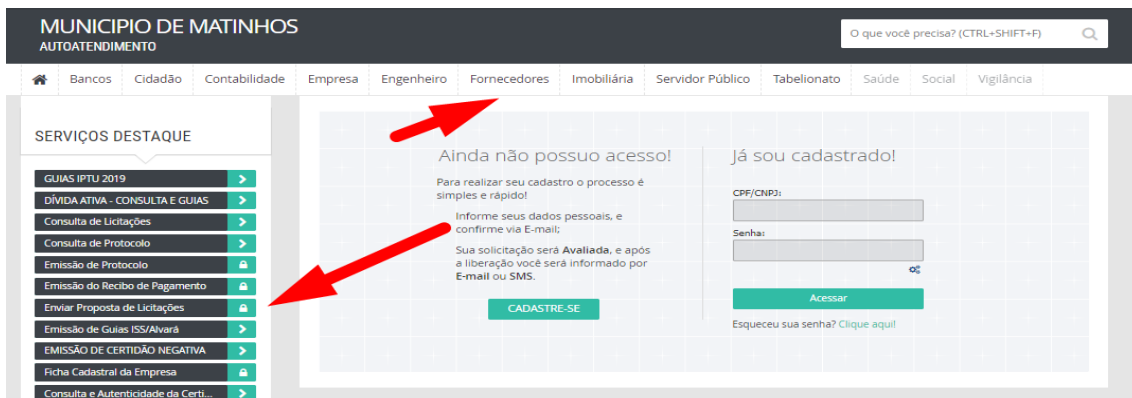 MUNICIPIO DE MATINHOS
AUTOATENDIMENTO
O que você precisa? (CTRL+SHIFT+F)
Bancos Cidadão Contabilidade Empresa Engenheiro Fornecedores Imobiliária Servidor Público Tabelionato Saúde Social Vigilância
SERVIÇOS DESTAQUE
GUIAS IPTU 2019
DÍVIDA ATIVA - CONSULTA E GUIAS
Consulta de Licitações
Consulta de Protocolo
Emissão de Protocolo
Emissão do Recibo de Pagamento
Enviar Proposta de Licitações
Emissão de Guias ISS/Alvará
EMISSÃO DE CERTIDÃO NEGATIVA
Ficha Cadastral da Empresa
Consulta e Autenticidade da Certi...
Ainda não possuo acesso!
Para realizar seu cadastro o processo é
simples e rápido!
Informe seus dados pessoais, e
confirme via E-mail;
Sua solicitação será Avaliada, e após
a liberação você será informado por
E-mail ou SMS.
CADASTRE-SE
Já sou cadastrado!
CPF/CNPJ:
Senha:
Acessar
Esqueceu sua senha? Clique aqui!